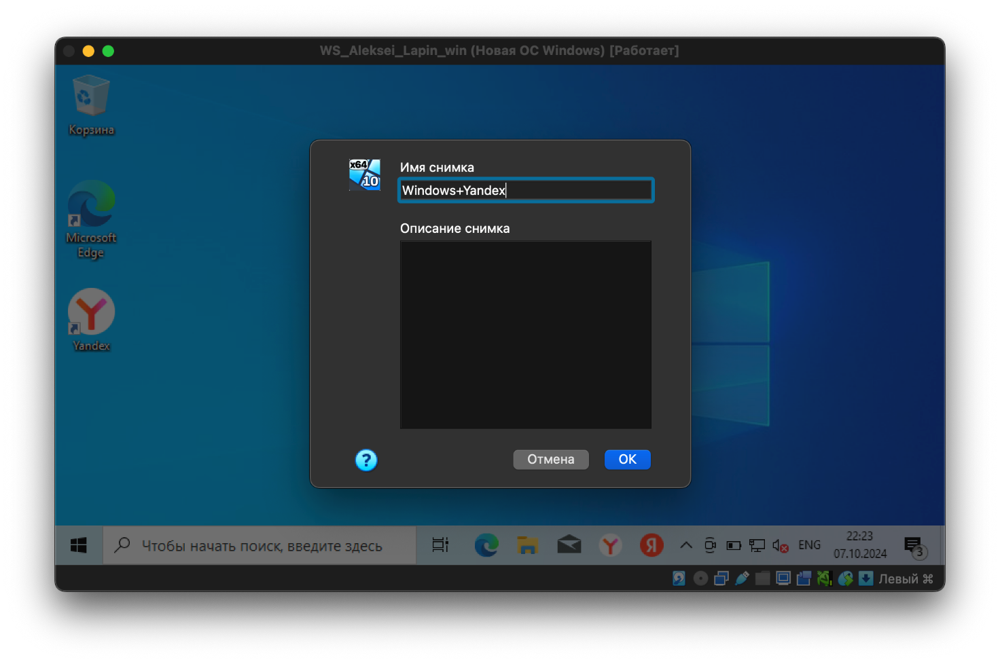 WS_Aleksei_Lapin_win (Новая ОС Windows) [Работает]
Корзина
Microsoft
Edge
Yandex
x64
10
Имя снимка
Windows+Yandex
Описание снимка
?
Отмена
OK
Чтобы начать поиск, введите здесь
Я
ENG
22:23
07.10.2024
3
Левый ⌘